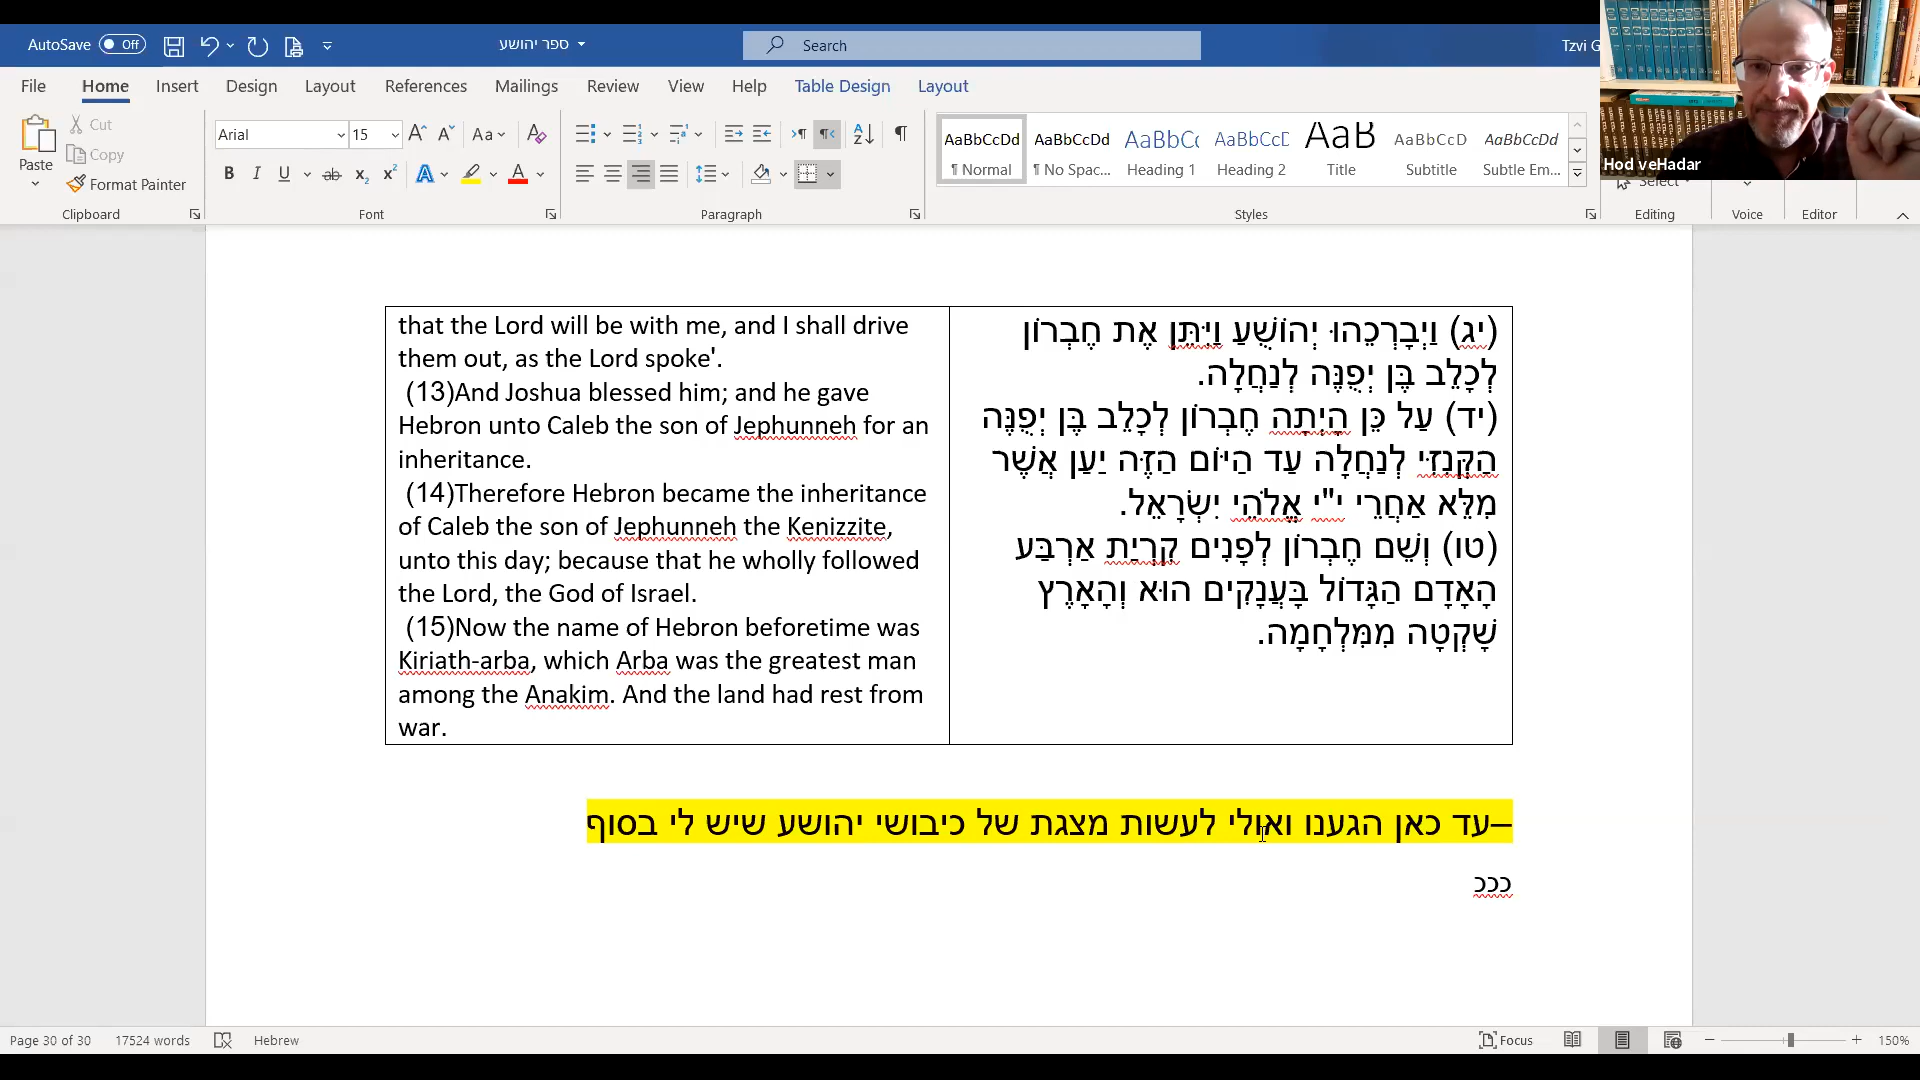 AutoSave Off
ספר יהושע
Search
Tzvi G
File Home Insert Design Layout References Mailings Review View Help Table Design Layout
Paste
Cut
Copy
Format Painter
Clipboard
Arial 15
Font
Paragraph
AaBbCcDd AaBbCcDd AaBbCc AaBbCcD AaB AaBbCcD AaBbCcDd
¶ Normal ¶ No Spac... Heading 1 Heading 2 Title Subtitle Subtle Em...
Styles
Hod veHadar
Select
Editing
Voice
Editor
that the Lord will be with me, and I shall drive
them out, as the Lord spoke'.
(13)And Joshua blessed him; and he gave
Hebron unto Caleb the son of Jephunneh for an
inheritance.
(14)Therefore Hebron became the inheritance
of Caleb the son of Jephunneh the Kenizzite,
unto this day; because that he wholly followed
the Lord, the God of Israel.
(15)Now the name of Hebron beforetime was
Kiriath-arba, which Arba was the greatest man
among the Anakim. And the land had rest from
war.
(יג) וַיְבָרְכֵהוּ יְהוֹשֻׁעַ וַיִּתֵּן אֶת חֶבְרוֹן
לְכָלֵב בֶּן יְפֻנֶּה לְנַחֲלָה.
(יד) עַל כֵּן הָיְתָה חֶבְרוֹן לְכָלֵב בֶּן יְפֻנֶּה
הַקְּנִזִּי לְנַחֲלָה עַד הַיּוֹם הַזֶּה יַעַן אֲשֶׁר
מִלֵּא אַחֲרֵי י"י אֱלֹהֵי יִשְׂרָאֵל.
(טו) וְשֵׁם חֶבְרוֹן לְפָנִים קִרְיַת אַרְבַּע
הָאָדָם הַגָּדוֹל בָּעֲנָקִים הוּא וְהָאָרֶץ
שָׁקְטָה מִמִּלְחָמָה.
–עד כאן הגענו ואולי לעשות מצגת של כיבושי יהושע שיש לי בסוף
כככ
Page 30 of 30 17524 words Hebrew Focus 150%